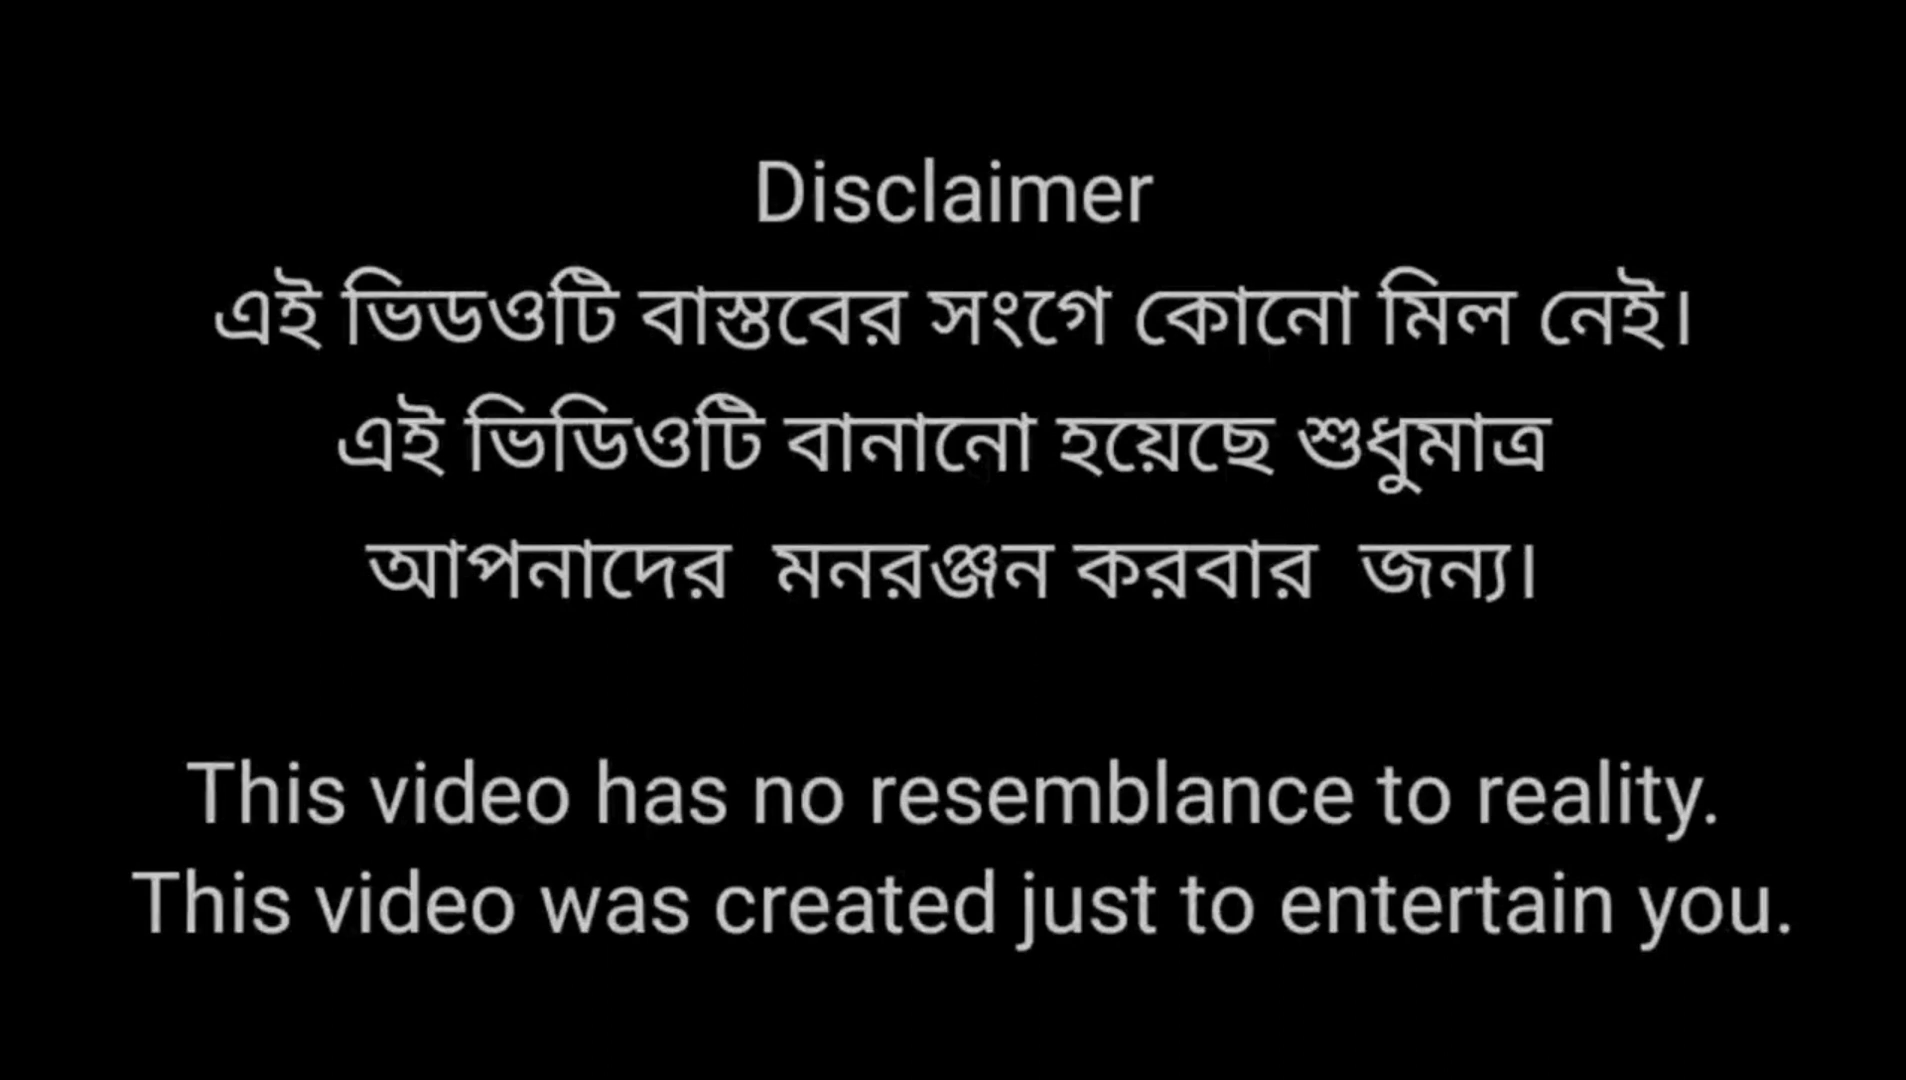 Disclaimer
এই ভিডওটি বাস্তবের সংগে কোনো মিল নেই।
এই ভিডিওটি বানানো হয়েছে শুধুমাত্র
আপনাদের  মনরঞ্জন করবার  জন্য।
This video has no resemblance to reality.
This video was created just to entertain you.